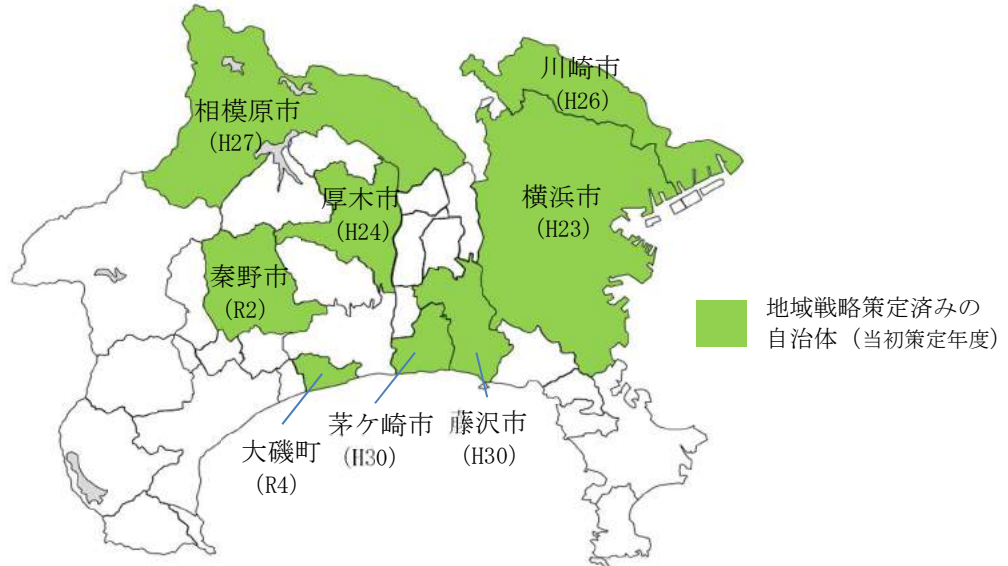 川崎市
(H26)
相模原市
(H27)
厚木市
(H24)
横浜市
(H23)
秦野市
(R2)
地域戦略策定済みの
自治体（当初策定年度）
茅ケ崎市
(H30)
藤沢市
(H30)
大磯町
(R4)